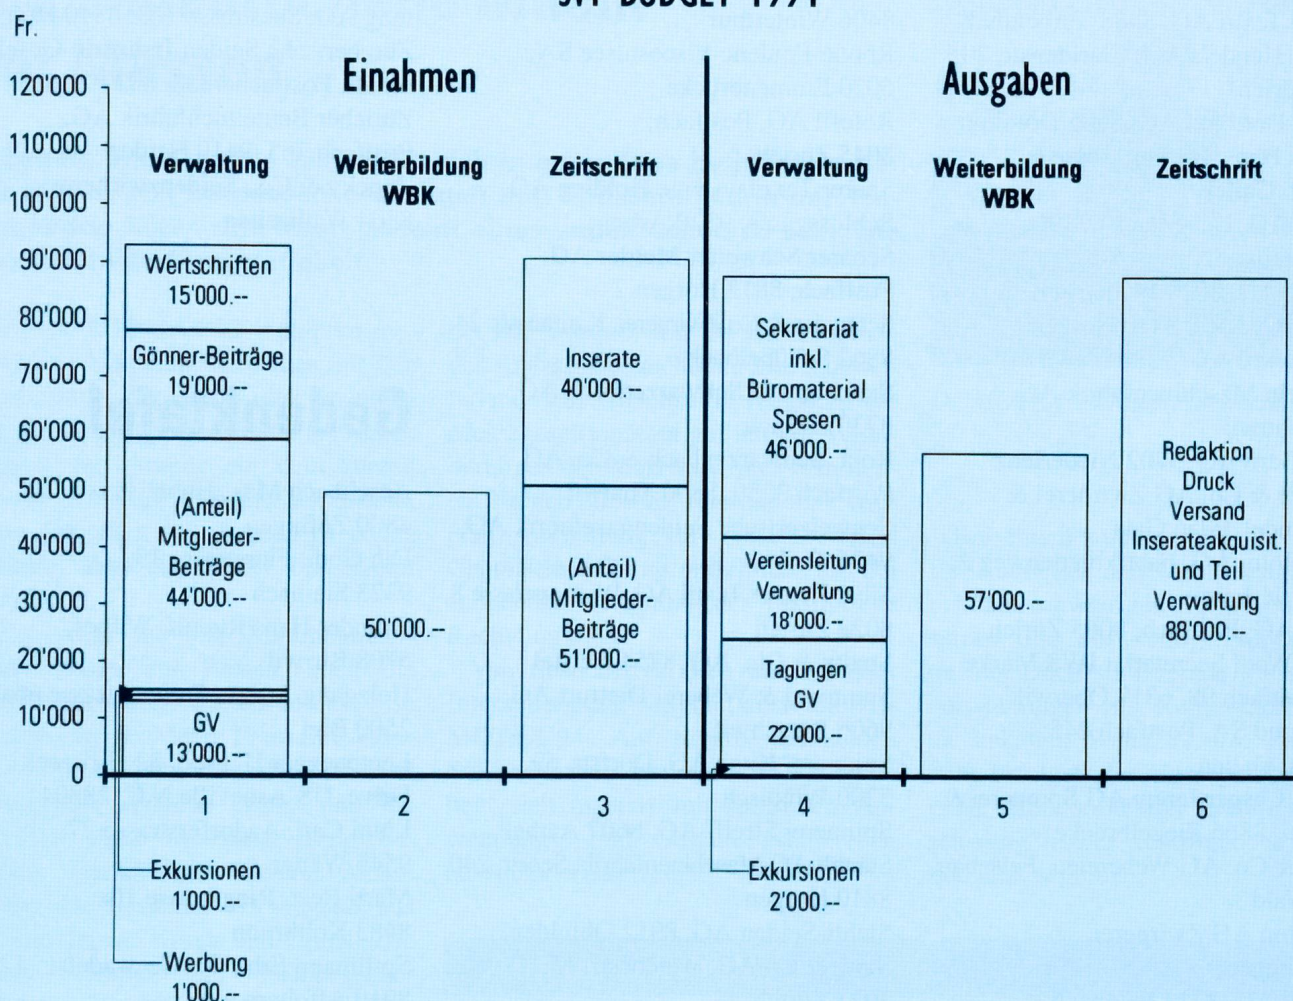 Fr.
Einahmen
Ausgaben
120'000
110'000
100'000
90'000
80'000
70'000
60'000
50'000
40'000
30'000
20'000
10'000
0
Verwaltung
Wertschriften
15'000.--
Gönner-Beiträge
19'000.--
(Anteil)
Mitglieder-
Beiträge
44'000.--
GV
13'000.--
1
Exkursionen
1'000.--
Werbung
1'000.--
Weiterbildung
WBK
50'000.--
2
Zeitschrift
Inserate
40'000.--
(Anteil)
Mitglieder-
Beiträge
51'000.--
3
Verwaltung
Sekretariat
inkl.
Büromaterial
Spesen
46'000.--
Vereinsleitung
Verwaltung
18'000.--
Tagungen
GV
22'000.--
4
Exkursionen
2'000.--
Weiterbildung
WBK
57'000.--
5
Zeitschrift
Redaktion
Druck
Versand
Inserateakquisit.
und Teil
Verwaltung
88'000.--
6